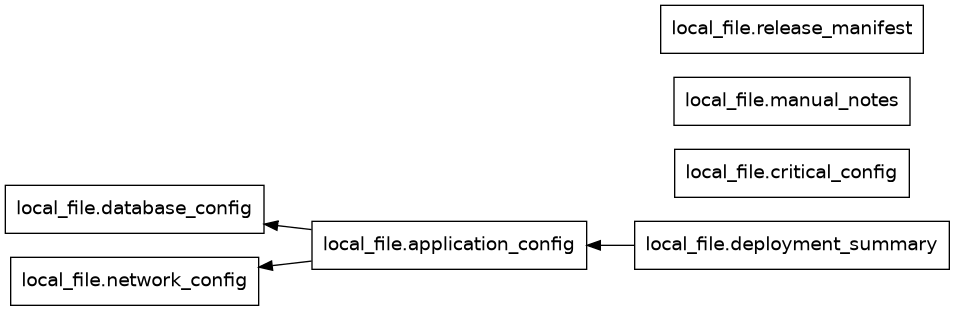 local_file.release_manifest
local_file.manual_notes
local_file.critical_config
local_file.database_config
local_file.application_config
local_file.deployment_summary
local_file.network_config